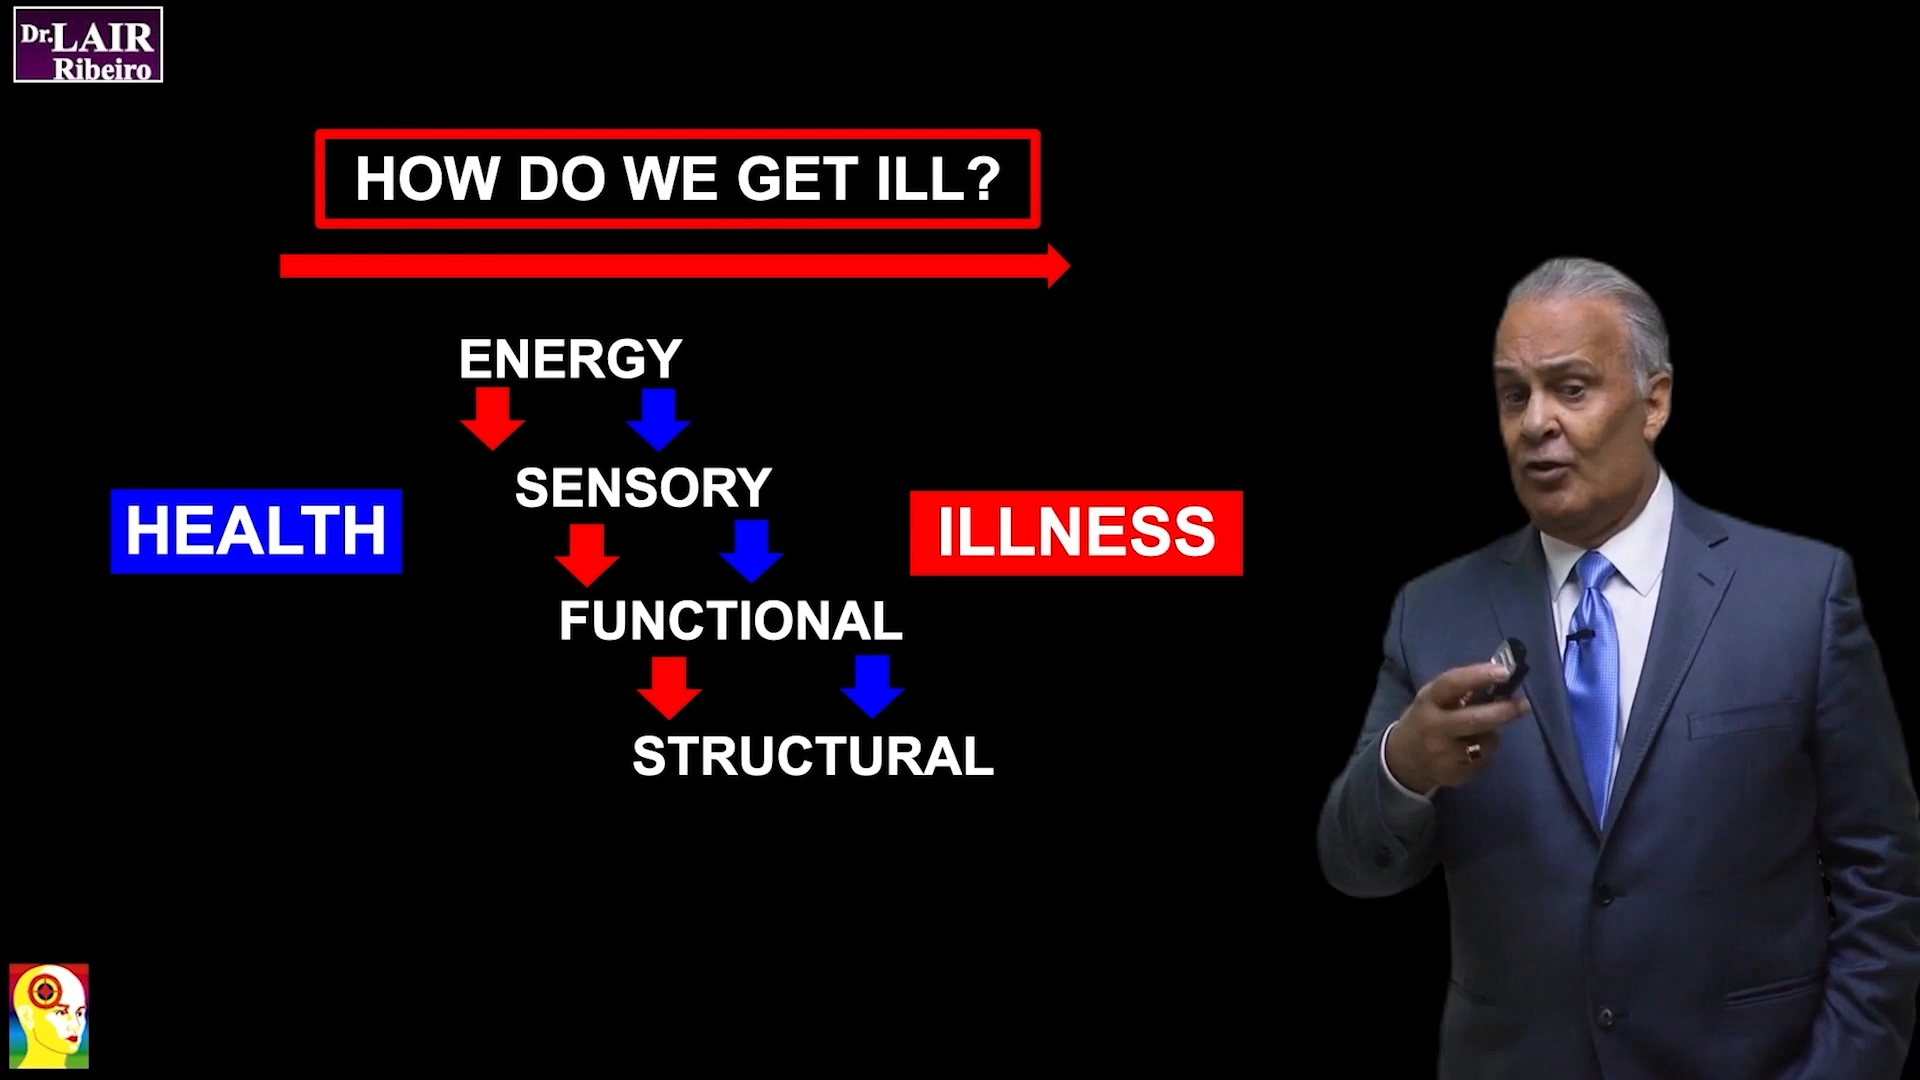 Dr.LAIR
Ribeiro
HOW DO WE GET ILL?
ENERGY
SENSORY
HEALTH
ILLNESS
FUNCTIONAL
STRUCTURAL